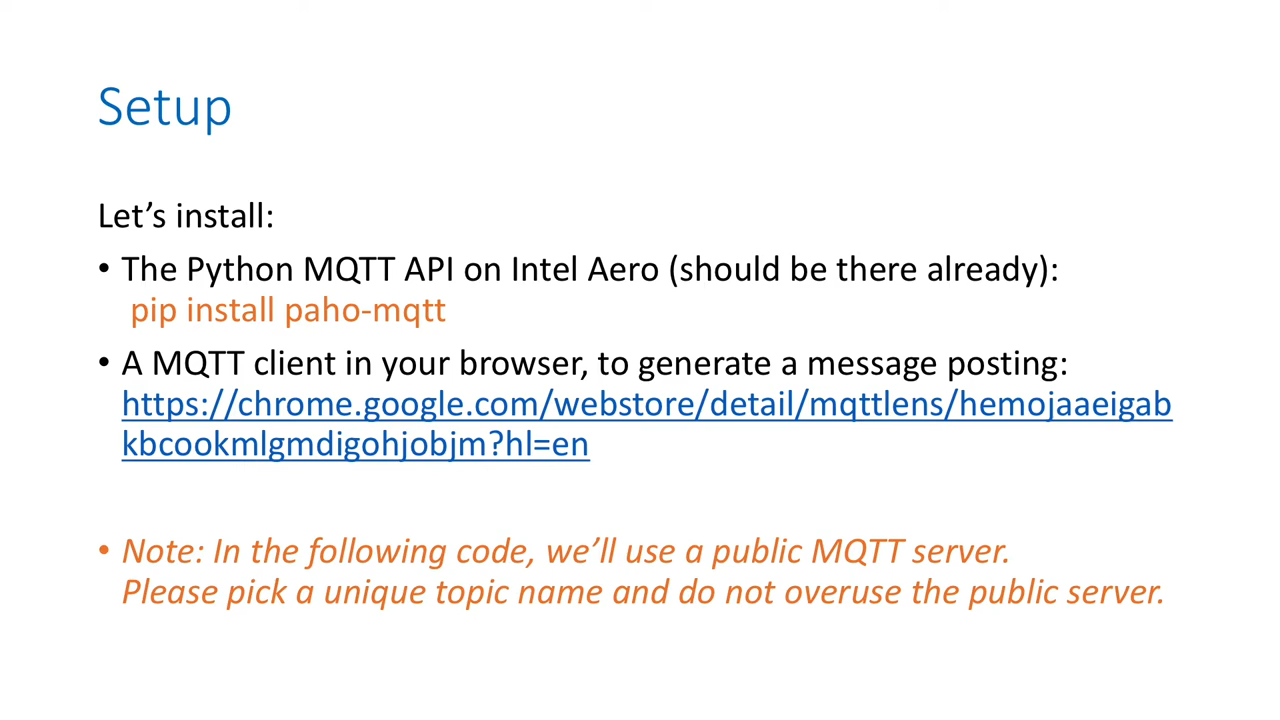 Setup
Let’s install:
• The Python MQTT API on Intel Aero (should be there already):
pip install paho-mqtt
• A MQTT client in your browser, to generate a message posting:
https://chrome.google.com/webstore/detail/mqttlens/hemojaaeigab
kbcookmlgmdigohjobjm?hl=en
• Note: In the following code, we’ll use a public MQTT server.
Please pick a unique topic name and do not overuse the public server.